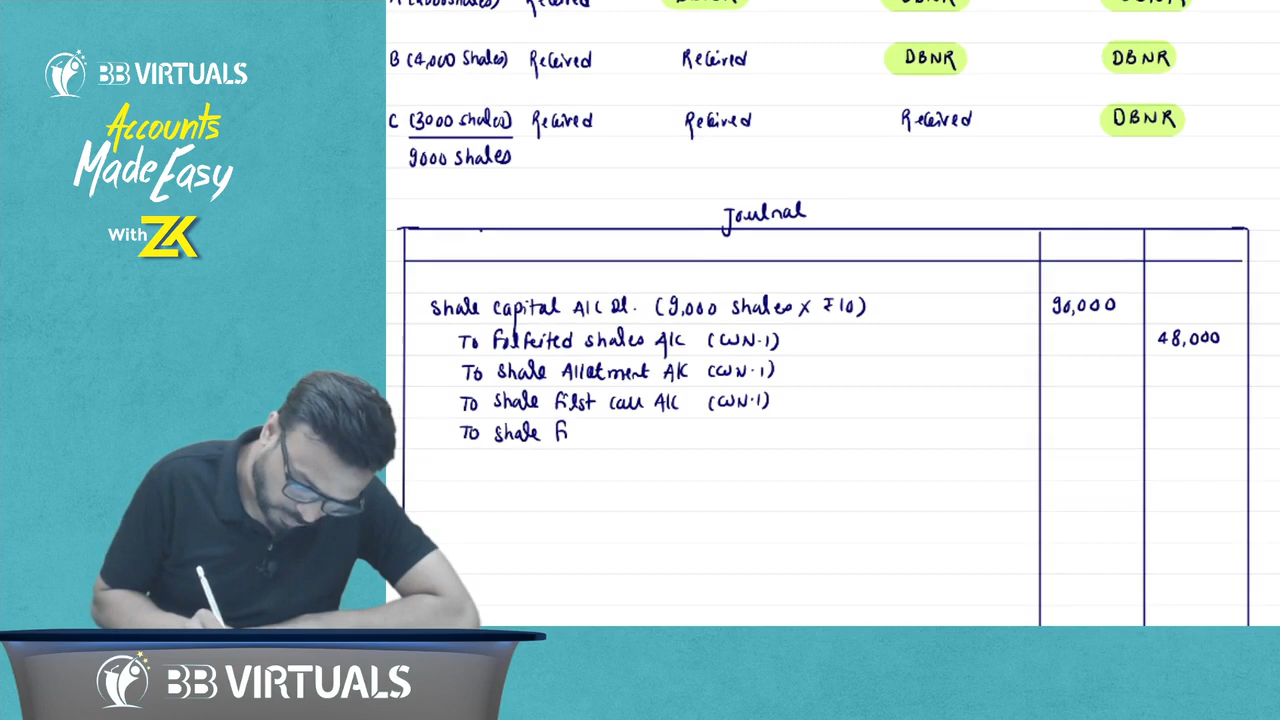 BB VIRTUALS
Accounts
Made Easy
With ZK
B (4,000 Shares) Received Received DBNR DBNR
C (3000 shares) Received Received Received DBNR
9000 shares
Journal
Share Capital A/C Dr. (9,000 shares x ₹10) 90,000
To Forfeited shares A/C (WN.1) 48,000
To Share Allotment A/C (WN.1)
To Share First Call A/C (WN.1)
To Share Fi
BB VIRTUALS